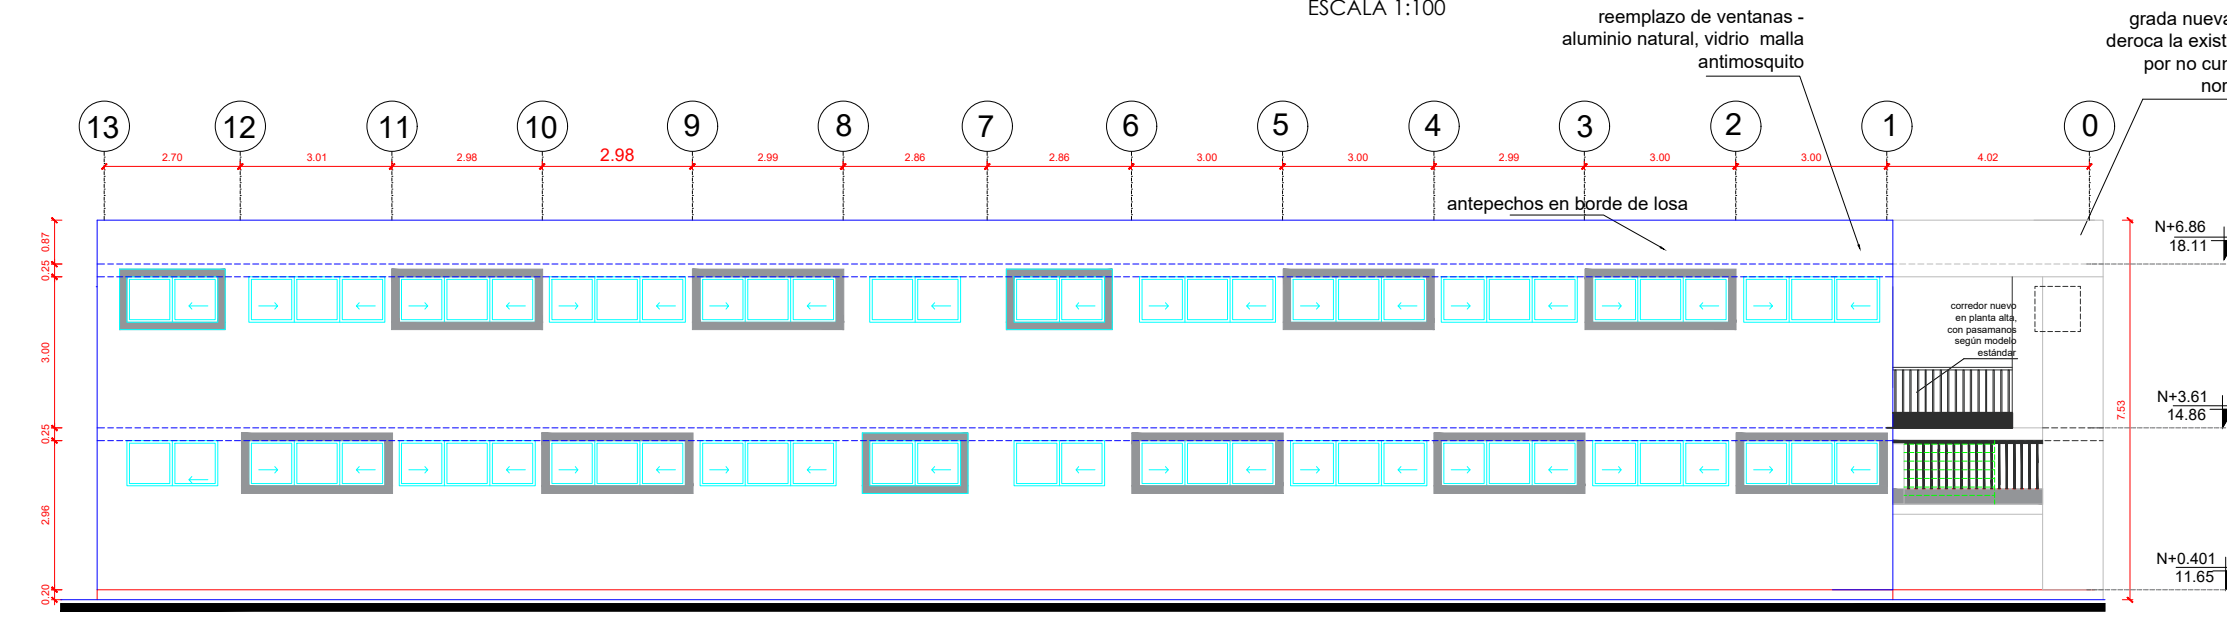 ESCALA 1:100
reemplazo de ventanas -
aluminio natural, vidrio malla
antimosquito
grada nueva
deroca la exist
por no cur
nor
13
12
11
10
9
8
7
6
5
4
3
2
1
0
2.70
3.01
2.98
2.98
2.99
2.86
2.86
3.00
3.00
2.99
3.00
3.00
4.02
antepechos en borde de losa
0.87
0.25
3.00
0.25
2.96
0.20
corredor nuevo
en planta alta,
con pasamanos
según modelo
estándar
7.53
N+6.86
18.11
N+3.61
14.86
N+0.401
11.65